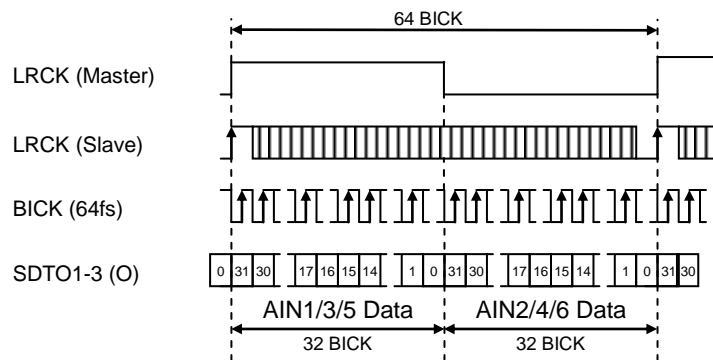 64 BICK
LRCK (Master)
LRCK (Slave)
BICK (64fs)
SDTO1-3 (O) 0 31 30 17 16 15 14 1 0 31 30 17 16 15 14 1 0 31 30
AIN1/3/5 Data AIN2/4/6 Data
32 BICK 32 BICK